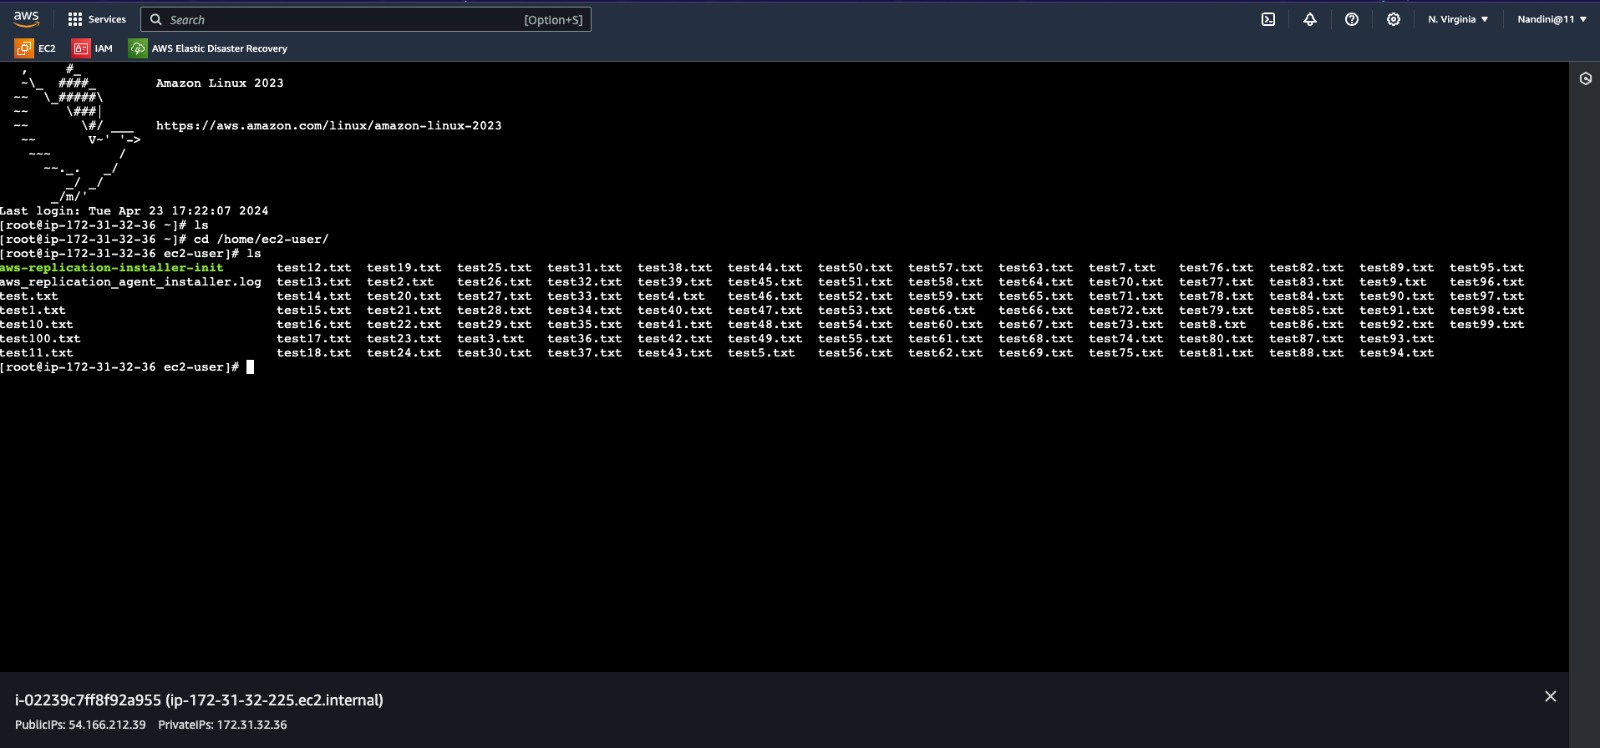 aws Services Search [Option+S] N. Virginia ▼ Nandini@11 ▼
EC2 IAM AWS Elastic Disaster Recovery
   ,     #_
   ~\_  ####_        Amazon Linux 2023
  ~~  \_#####\
  ~~     \###|
  ~~       \#/ ___   https://aws.amazon.com/linux/amazon-linux-2023
   ~~       V~' '->
    ~~~         /
      ~~._.   _/
         _/ _/
       _/m/'
Last login: Tue Apr 23 17:22:07 2024
[root@ip-172-31-32-36 ~]# ls
[root@ip-172-31-32-36 ~]# cd /home/ec2-user/
[root@ip-172-31-32-36 ec2-user]# ls
aws-replication-installer-init test12.txt test19.txt test25.txt test31.txt test38.txt test44.txt test50.txt test57.txt test63.txt test7.txt test76.txt test82.txt test89.txt test95.txt
aws_replication_agent_installer.log test13.txt test2.txt test26.txt test32.txt test39.txt test45.txt test51.txt test58.txt test64.txt test70.txt test77.txt test83.txt test9.txt test96.txt
test.txt test14.txt test20.txt test27.txt test33.txt test4.txt test46.txt test52.txt test59.txt test65.txt test71.txt test78.txt test84.txt test90.txt test97.txt
test1.txt test15.txt test21.txt test28.txt test34.txt test40.txt test47.txt test53.txt test6.txt test66.txt test72.txt test79.txt test85.txt test91.txt test98.txt
test10.txt test16.txt test22.txt test29.txt test35.txt test41.txt test48.txt test54.txt test60.txt test67.txt test73.txt test8.txt test86.txt test92.txt test99.txt
test100.txt test17.txt test23.txt test3.txt test36.txt test42.txt test49.txt test55.txt test61.txt test68.txt test74.txt test80.txt test87.txt test93.txt
test11.txt test18.txt test24.txt test30.txt test37.txt test43.txt test5.txt test56.txt test62.txt test69.txt test75.txt test81.txt test88.txt test94.txt
[root@ip-172-31-32-36 ec2-user]#
i-02239c7ff8f92a955 (ip-172-31-32-225.ec2.internal)
PublicIPs: 54.166.212.39 PrivateIPs: 172.31.32.36